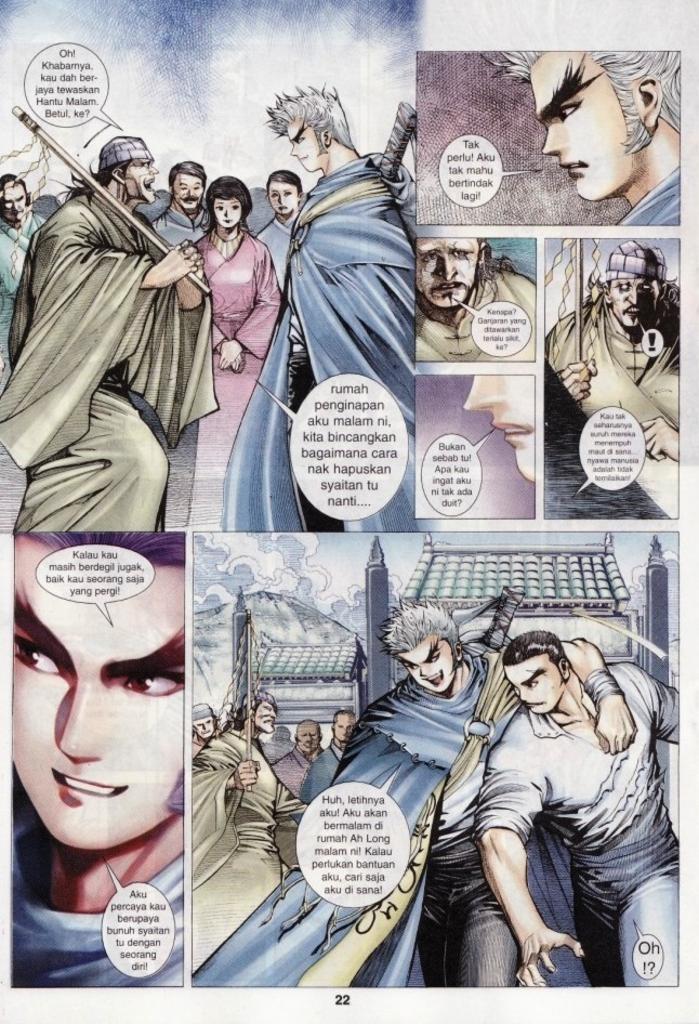 Oh!
Khabarnya,
kau dah ber-
jaya tewaskan
Hantu Malam.
Betul, ke?
rumah
penginapan
aku malam ni,
kita bincangkan
bagaimana cara
nak hapuskan
syaitan tu
nanti....
Tak
perlu! Aku
tak mahu
bertindak
lagi!
Kenapa?
Ganjaran yang
ditawarkan
terlalu sikit,
ke?
Bukan
sebab tu!
Apa kau
ingat aku
ni tak ada
duit?
!
Kau tak
seharusnya
suruh mereka
menempuh
maut di sana...
nyawa manusia
adalah tidak
ternilaikan!
Kalau kau
masih berdegil jugak,
baik kau seorang saja
yang pergi!
Aku
percaya kau
berupaya
bunuh syaitan
tu dengan
seorang
diri!
Huh, letihnya
aku! Aku akan
bermalam di
rumah Ah Long
malam ni! Kalau
perlukan bantuan
aku, cari saja
aku di sana!
Oh
!?
22